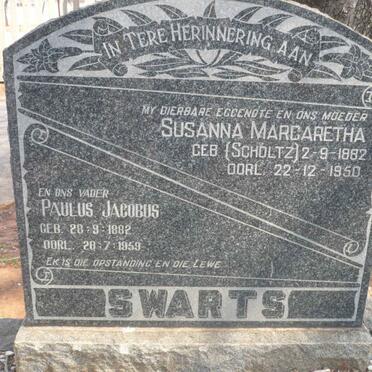 IN TERE HERINNERING AAN
MY DIERBARE EGGENOTE EN ONS MOEDER
SUSANNA MARGARETHA
GEB (SCHOLTZ) 2-9-1882
OORL. 22-12-1950.
EN ONS VADER
PAULUS JACOBUS
GEB. 20-9-1882
OORL. 28-7-1959
EK IS DIE OPSTANDING EN DIE LEWE
SWARTS